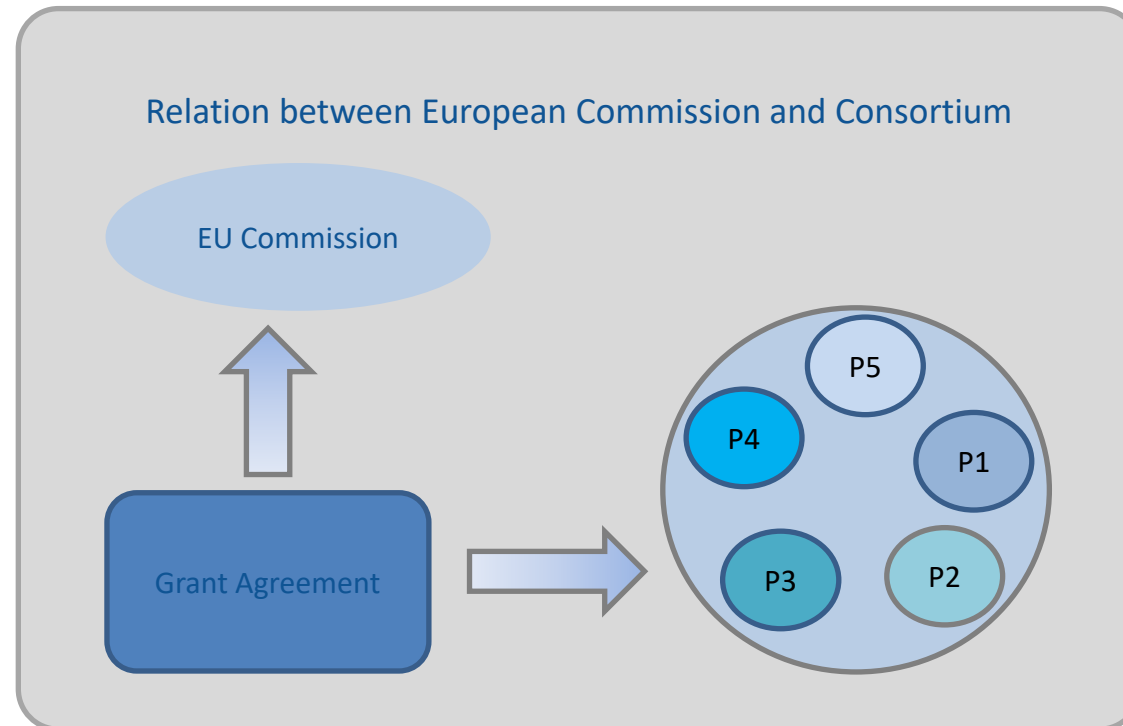 Relation between European Commission and Consortium
EU Commission
P5
P4
P1
Grant Agreement
P3
P2